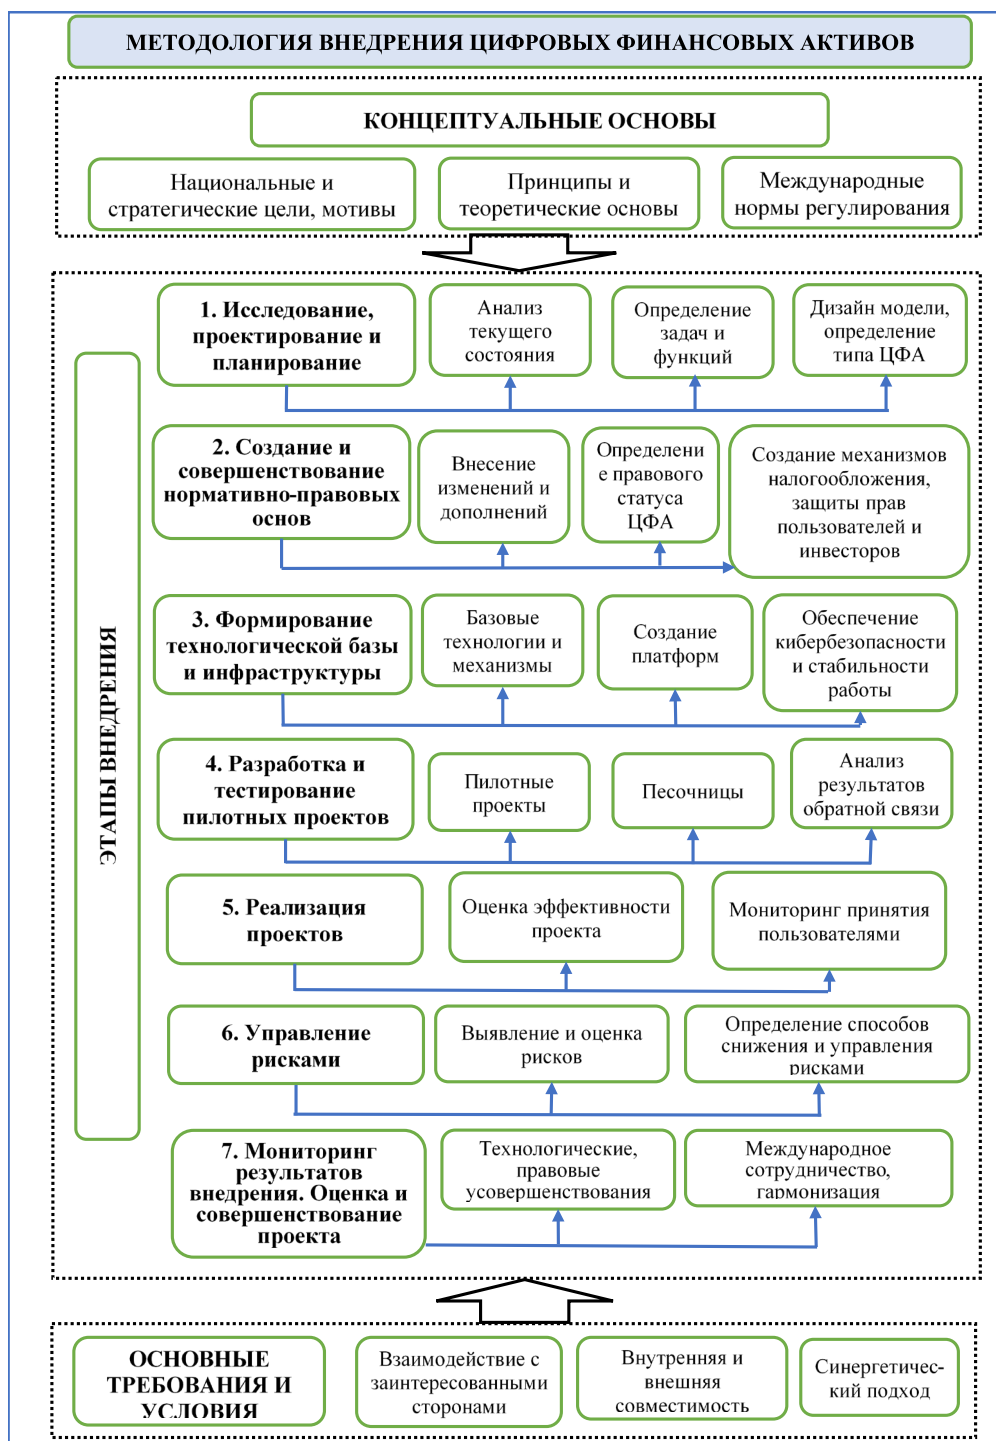 МЕТОДОЛОГИЯ ВНЕДРЕНИЯ ЦИФРОВЫХ ФИНАНСОВЫХ АКТИВОВ
КОНЦЕПТУАЛЬНЫЕ ОСНОВЫ
Национальные и
стратегические цели, мотивы
Принципы и
теоретические основы
Международные
нормы регулирования
ЭТАПЫ ВНЕДРЕНИЯ
1. Исследование,
проектирование и
планирование
Анализ
текущего
состояния
Определение
задач и
функций
Дизайн модели,
определение
типа ЦФА
2. Создание и
совершенствование
нормативно-правовых
основ
Внесение
изменений и
дополнений
Определени
е правового
статуса
ЦФА
Создание механизмов
налогообложения,
защиты прав
пользователей и
инвесторов
3. Формирование
технологической базы
и инфраструктуры
Базовые
технологии и
механизмы
Создание
платформ
Обеспечение
кибербезопасности
и стабильности
работы
4. Разработка и
тестирование
пилотных проектов
Пилотные
проекты
Песочницы
Анализ
результатов
обратной связи
5. Реализация
проектов
Оценка эффективности
проекта
Мониторинг принятия
пользователями
6. Управление
рисками
Выявление и оценка
рисков
Определение способов
снижения и управления
рисками
7. Мониторинг
результатов
внедрения. Оценка и
совершенствование
проекта
Технологические,
правовые
усовершенствования
Международное
сотрудничество,
гармонизация
ОСНОВНЫЕ
ТРЕБОВАНИЯ И
УСЛОВИЯ
Взаимодействие с
заинтересованными
сторонами
Внутренняя и
внешняя
совместимость
Синергетичес-
кий подход